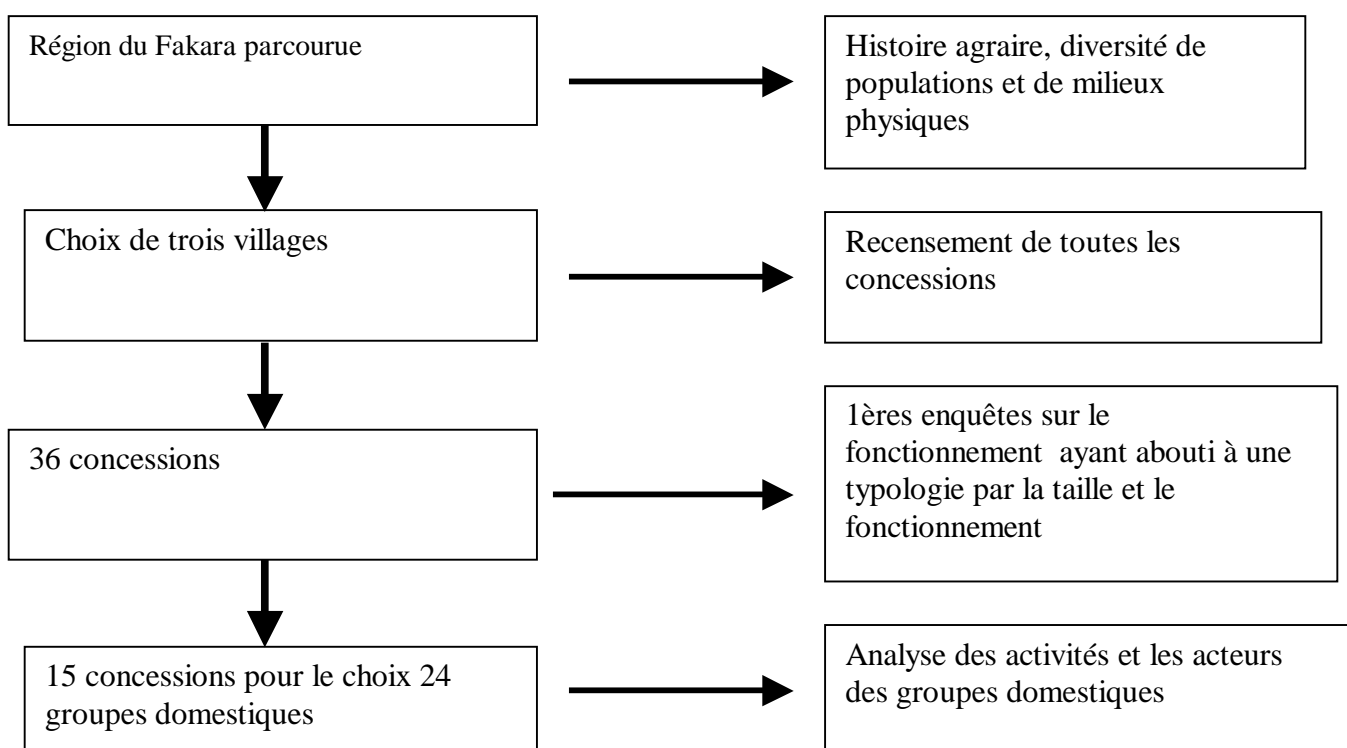 Région du Fakara parcourue
Histoire agraire, diversité de
populations et de milieux
physiques
Choix de trois villages
Recensement de toutes les
concessions
36 concessions
1ères enquêtes sur le
fonctionnement ayant abouti à une
typologie par la taille et le
fonctionnement
15 concessions pour le choix 24
groupes domestiques
Analyse des activités et les acteurs
des groupes domestiques